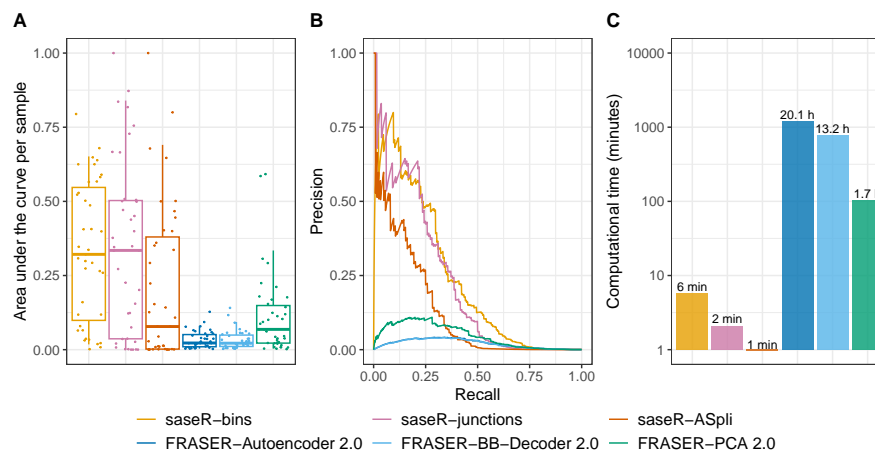 A
B
C
Area under the curve per sample
1.00
0.75
0.50
0.25
0.00
Precision
1.00
0.75
0.50
0.25
0.00
0.00 0.25 0.50 0.75 1.00
Recall
Computational time (minutes)
10000
1000
100
10
1
6 min
2 min
1 min
20.1 h
13.2 h
1.7
saseR−bins
saseR−junctions
saseR−ASpli
FRASER−Autoencoder 2.0
FRASER−BB−Decoder 2.0
FRASER−PCA 2.0